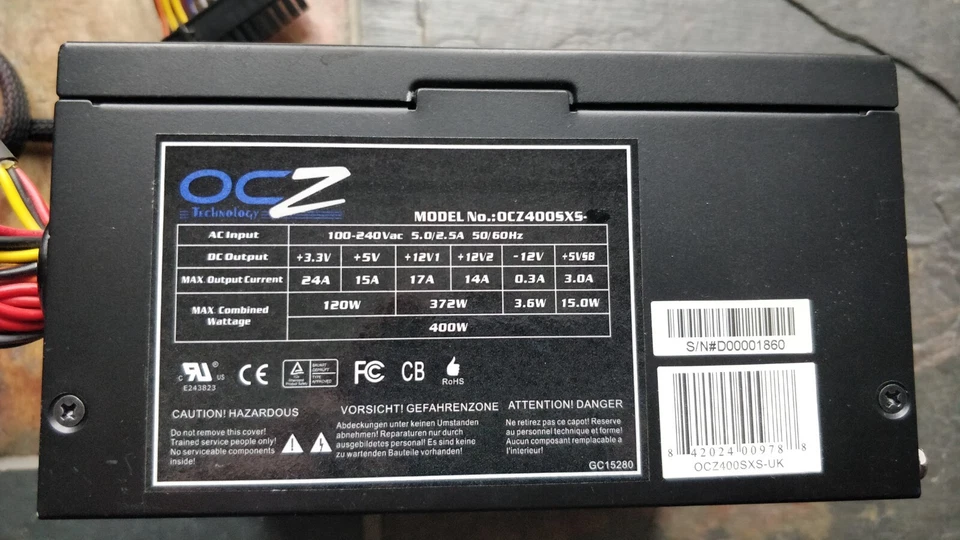 OCZ
Technology
MODEL No.:OCZ400SXS-
AC Input 100-240Vac 5.0/2.5A 50/60Hz
DC Output +3.3V +5V +12V1 +12V2 -12V +5VSB
MAX. Output Current 24A 15A 17A 14A 0.3A 3.0A
MAX. Combined Wattage 120W 372W 3.6W 15.0W
400W
c RU us
E243823
CE
FC
CB
RoHS
CAUTION! HAZARDOUS
Do not remove this cover!
Trained service people only!
No serviceable components
inside!
VORSICHT! GEFAHRENZONE
Abdeckungen unter keinen Umstanden
abnehmen! Reparaturen nur durch
ausgebildetes personal! Es sind keine
zu wartenden Bauteile vorhanden!
ATTENTION! DANGER
Ne retirez pas ce capot! Reserve
au personnel technique et forme!
Aucun composant remplacable a
l'interieur!
GC15280
S/N#D00001860
8 42024 00978 8
OCZ400SXS-UK